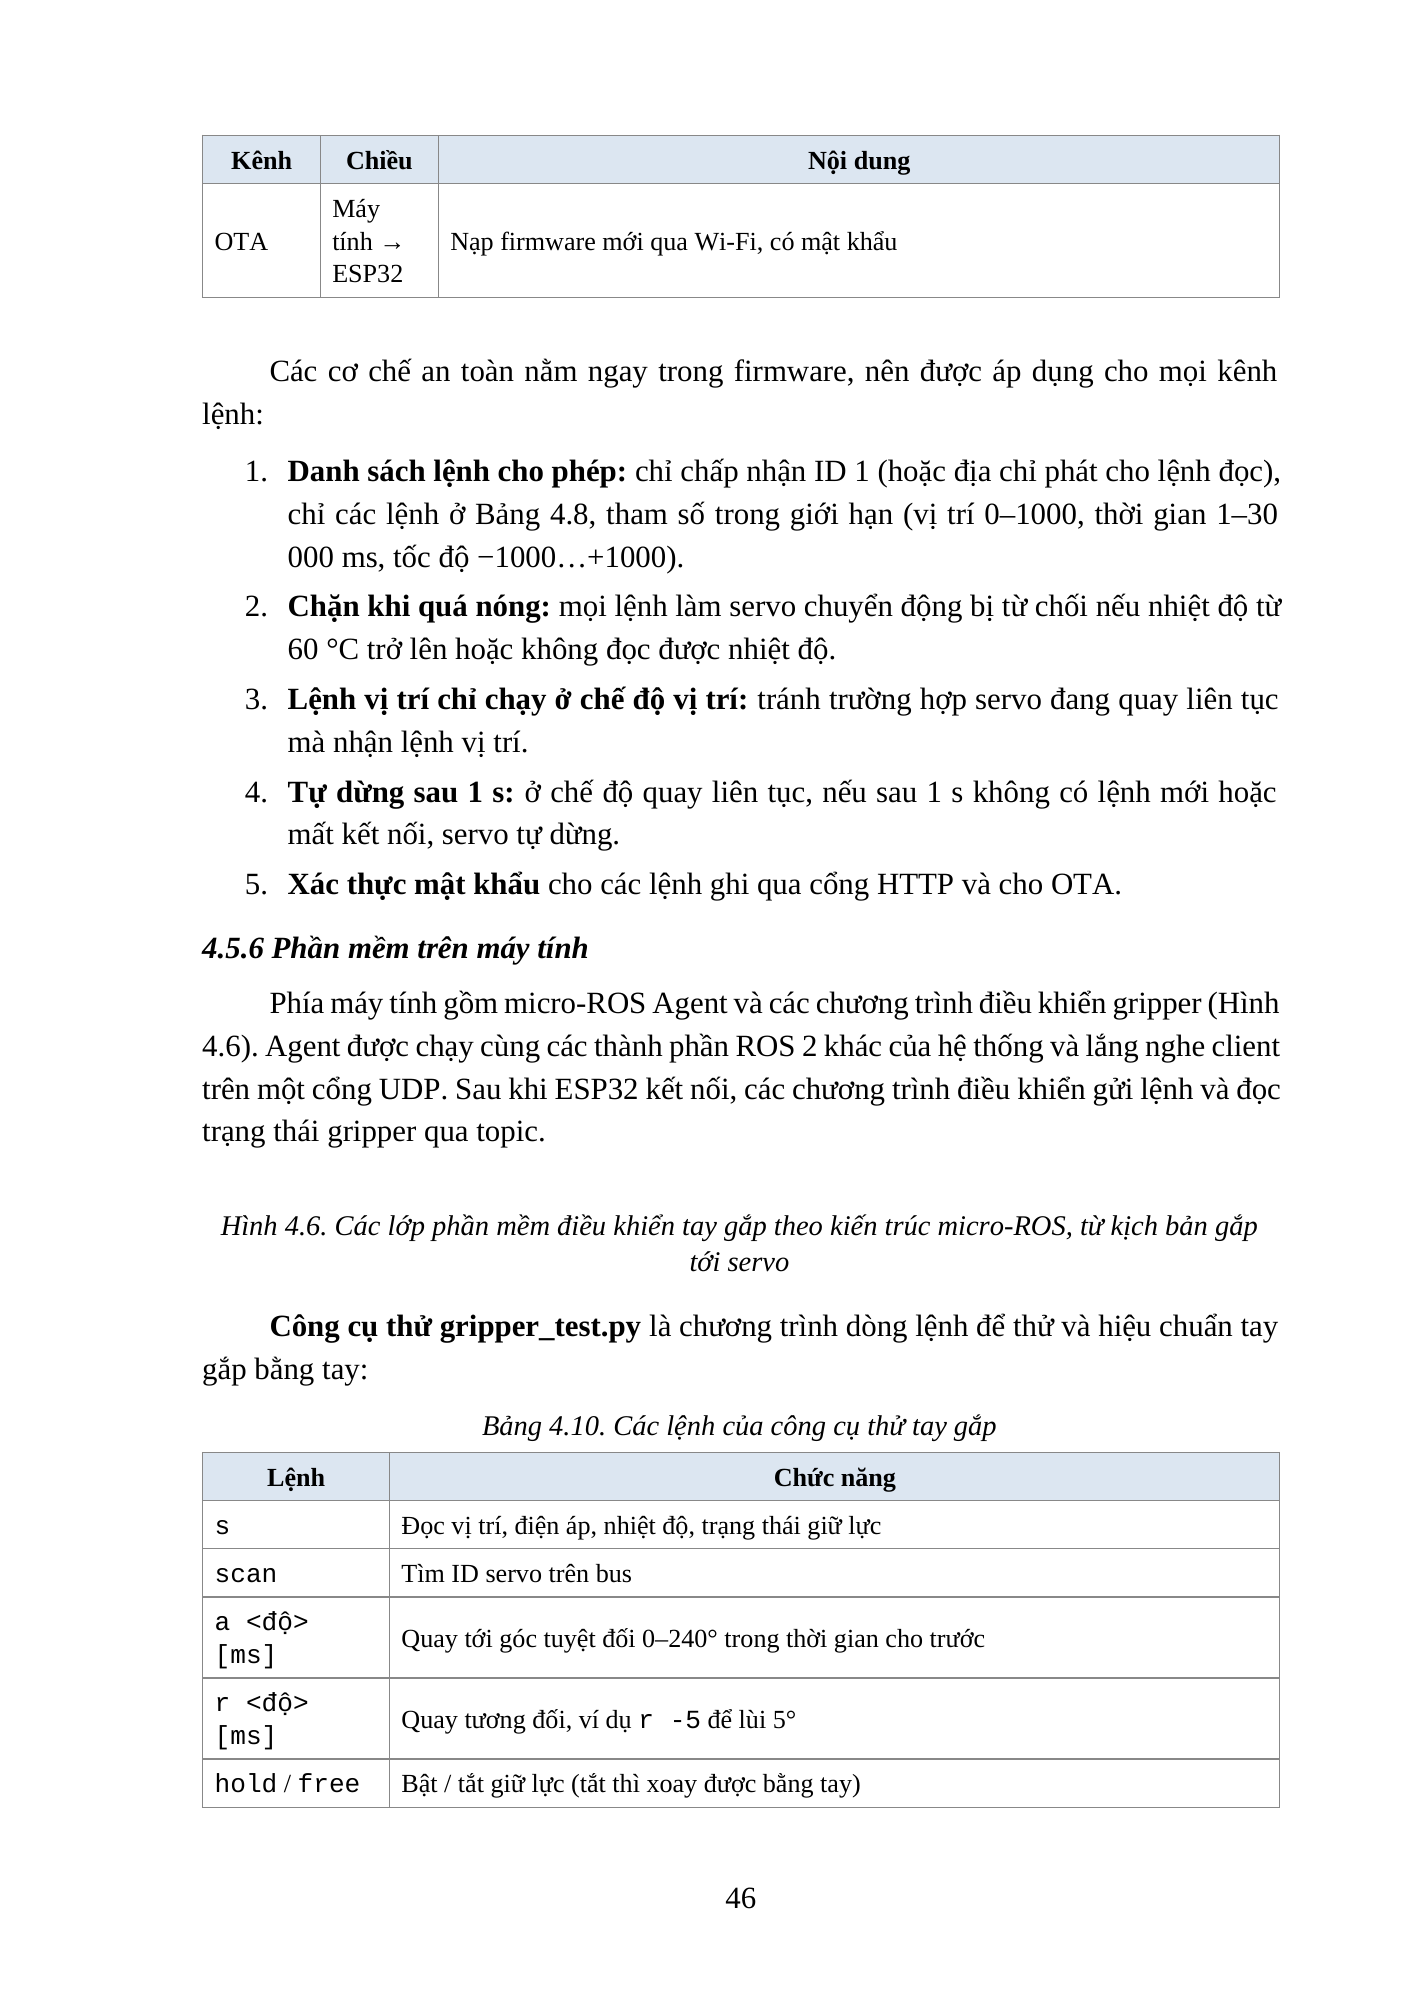 Kênh Chiều Nội dung
OTA Máy tính → ESP32 Nạp firmware mới qua Wi-Fi, có mật khẩu
Các cơ chế an toàn nằm ngay trong firmware, nên được áp dụng cho mọi kênh
lệnh:
1. Danh sách lệnh cho phép: chỉ chấp nhận ID 1 (hoặc địa chỉ phát cho lệnh đọc),
chỉ các lệnh ở Bảng 4.8, tham số trong giới hạn (vị trí 0–1000, thời gian 1–30
000 ms, tốc độ −1000…+1000).
2. Chặn khi quá nóng: mọi lệnh làm servo chuyển động bị từ chối nếu nhiệt độ từ
60 °C trở lên hoặc không đọc được nhiệt độ.
3. Lệnh vị trí chỉ chạy ở chế độ vị trí: tránh trường hợp servo đang quay liên tục
mà nhận lệnh vị trí.
4. Tự dừng sau 1 s: ở chế độ quay liên tục, nếu sau 1 s không có lệnh mới hoặc
mất kết nối, servo tự dừng.
5. Xác thực mật khẩu cho các lệnh ghi qua cổng HTTP và cho OTA.
4.5.6 Phần mềm trên máy tính
Phía máy tính gồm micro-ROS Agent và các chương trình điều khiển gripper (Hình
4.6). Agent được chạy cùng các thành phần ROS 2 khác của hệ thống và lắng nghe client
trên một cổng UDP. Sau khi ESP32 kết nối, các chương trình điều khiển gửi lệnh và đọc
trạng thái gripper qua topic.
Hình 4.6. Các lớp phần mềm điều khiển tay gắp theo kiến trúc micro-ROS, từ kịch bản gắp
tới servo
Công cụ thử gripper_test.py là chương trình dòng lệnh để thử và hiệu chuẩn tay
gắp bằng tay:
Bảng 4.10. Các lệnh của công cụ thử tay gắp
Lệnh Chức năng
s Đọc vị trí, điện áp, nhiệt độ, trạng thái giữ lực
scan Tìm ID servo trên bus
a <độ> [ms] Quay tới góc tuyệt đối 0–240° trong thời gian cho trước
r <độ> [ms] Quay tương đối, ví dụ r -5 để lùi 5°
hold / free Bật / tắt giữ lực (tắt thì xoay được bằng tay)
46